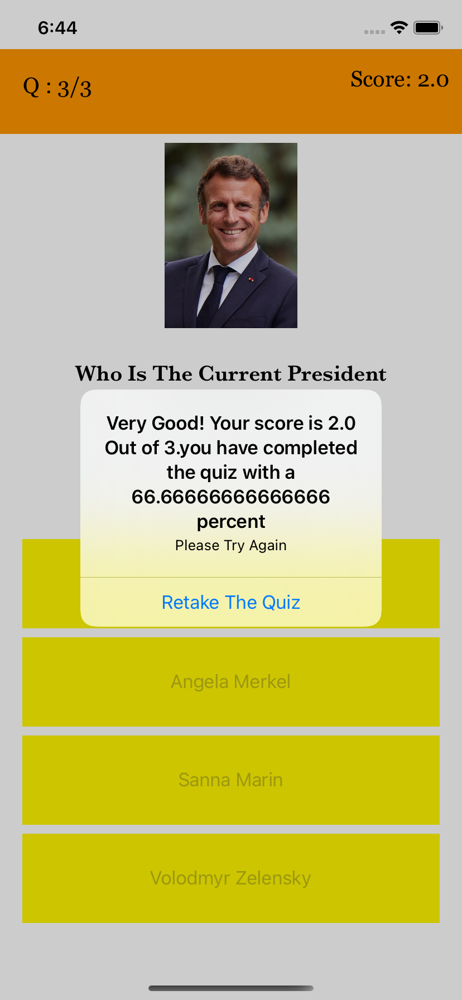 6:44
Q : 3/3
Score: 2.0
Who Is The Current President
Very Good! Your score is 2.0
Out of 3.you have completed
the quiz with a
66.66666666666666
percent
Please Try Again
Retake The Quiz
Angela Merkel
Sanna Marin
Volodmyr Zelensky